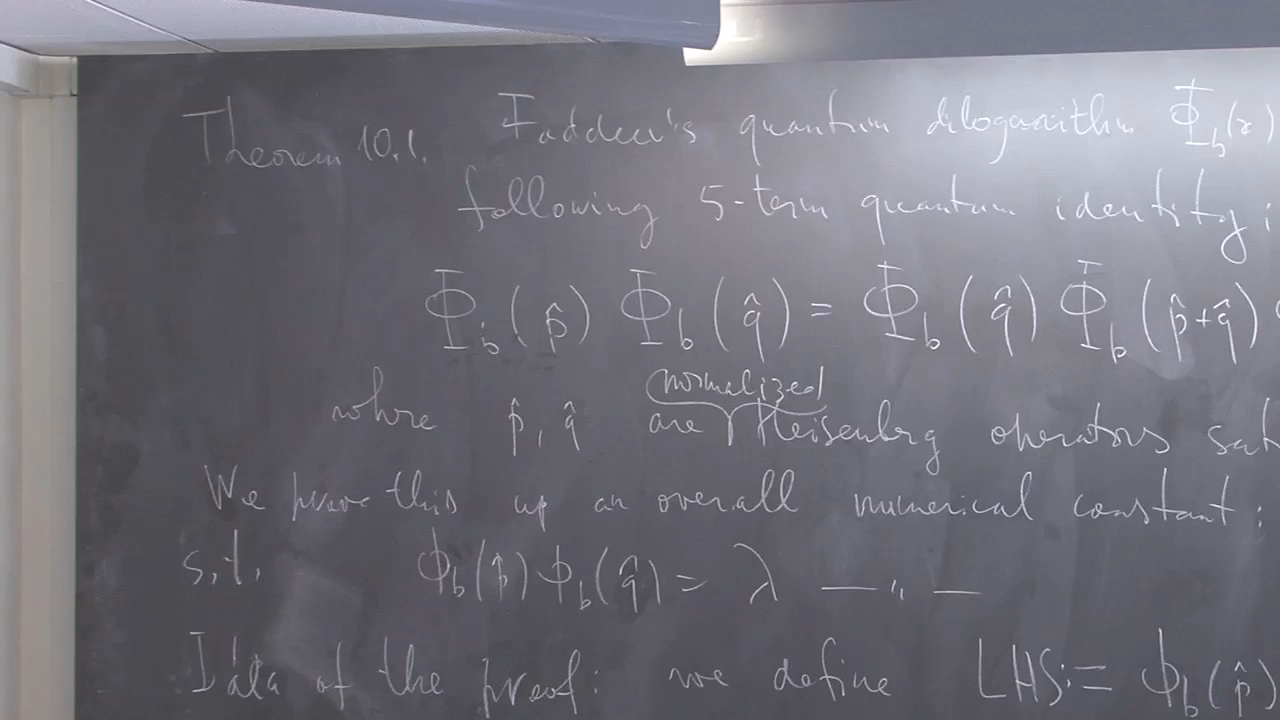 Theorem 10.1. Faddeev's quantum dilogarithm Φ_b(x)
following 5-term quantum identity :
Φ_b (p̂) Φ_b (q̂) = Φ_b (q̂) Φ_b (p̂+q̂)
normalized
where p̂, q̂ are Heisenberg operators sat
We prove this up an overall numerical constant :
s.t. Φ_b(p̂) Φ_b(q̂) = λ — " —
Idea of the proof: we define LHS := Φ_b(p̂)